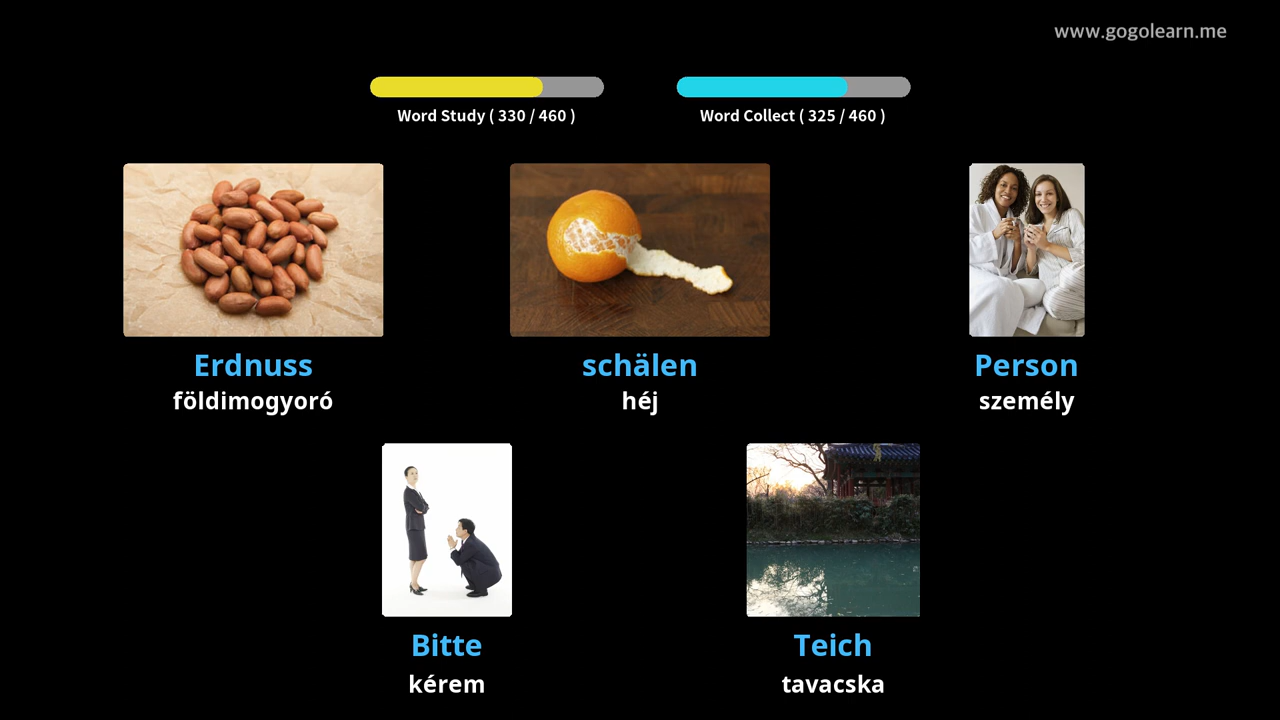 www.gogolearn.me
Word Study ( 330 / 460 )
Word Collect ( 325 / 460 )
Erdnuss
földimogyoró
schälen
héj
Person
személy
Bitte
kérem
Teich
tavacska